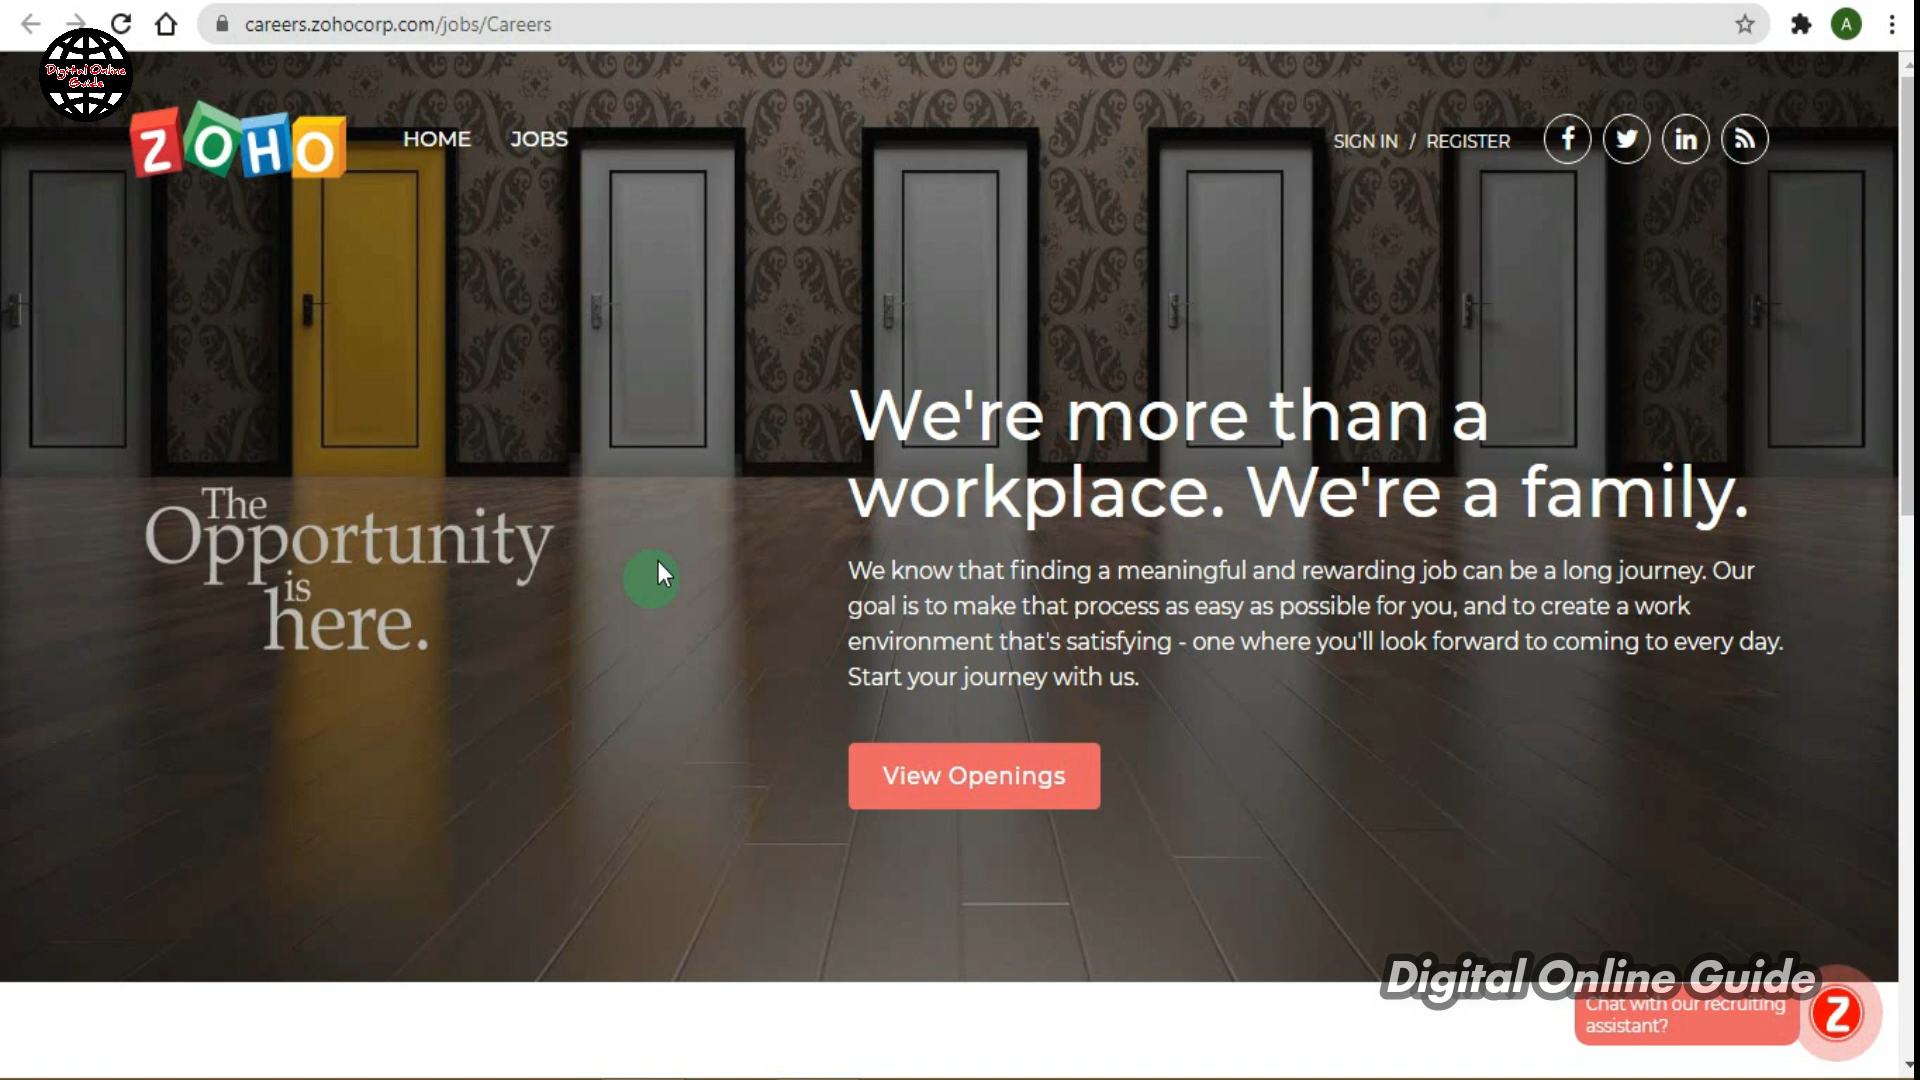 careers.zohocorp.com/jobs/Careers
A
Digital Online
Guide
ZOHO
HOME
JOBS
SIGN IN / REGISTER
The
Opportunity
is
here.
We're more than a
workplace. We're a family.
We know that finding a meaningful and rewarding job can be a long journey. Our
goal is to make that process as easy as possible for you, and to create a work
environment that's satisfying - one where you'll look forward to coming to every day.
Start your journey with us.
View Openings
Digital Online Guide
Chat with our recruiting
assistant?
Z